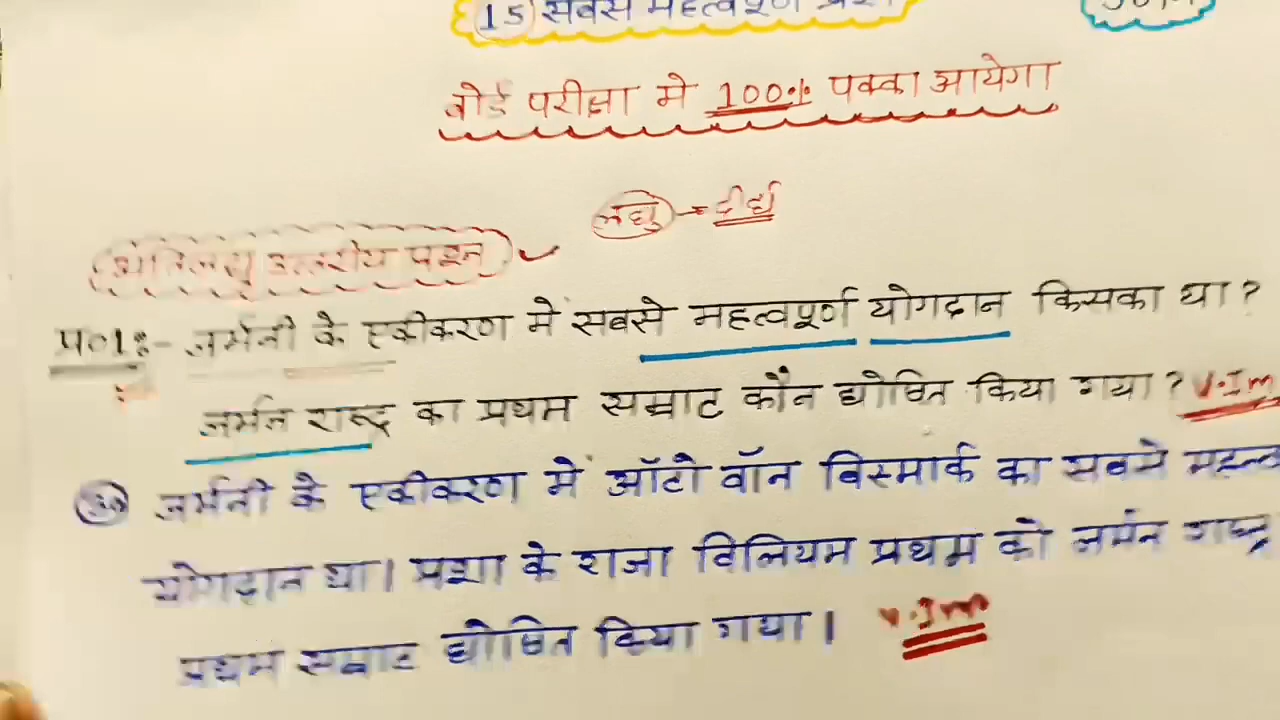 15 सबसे महत्वपूर्ण प्रश्न
बोर्ड परीक्षा मे 100% पक्का आयेगा
लघु → दीर्घ
अतिलघु उत्तरीय प्रश्न
प्र०1:- जर्मनी के एकीकरण में सबसे महत्वपूर्ण योगदान किसका था ?
जर्मन राष्ट्र का प्रथम सम्राट कौन घोषित किया गया ? V.Im
उ० जर्मनी के एकीकरण में ऑटो वॉन बिस्मार्क का सबसे महत्व
योगदान था। प्रशा के राजा विलियम प्रथम को जर्मन राष्ट्र
प्रथम सम्राट घोषित किया गया। V.Imp